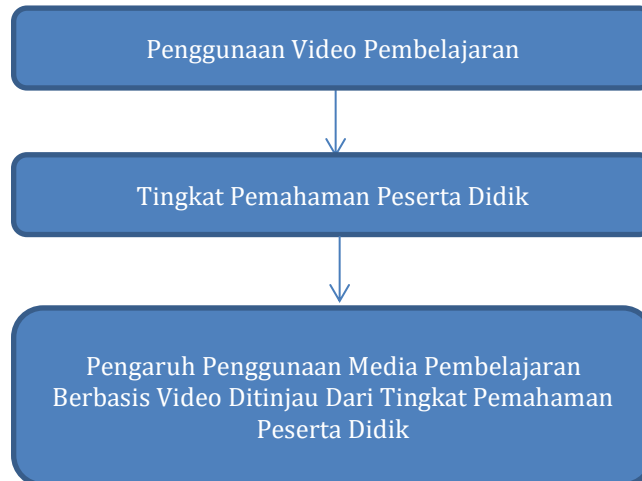 Penggunaan Video Pembelajaran
Tingkat Pemahaman Peserta Didik
Pengaruh Penggunaan Media Pembelajaran
Berbasis Video Ditinjau Dari Tingkat Pemahaman
Peserta Didik